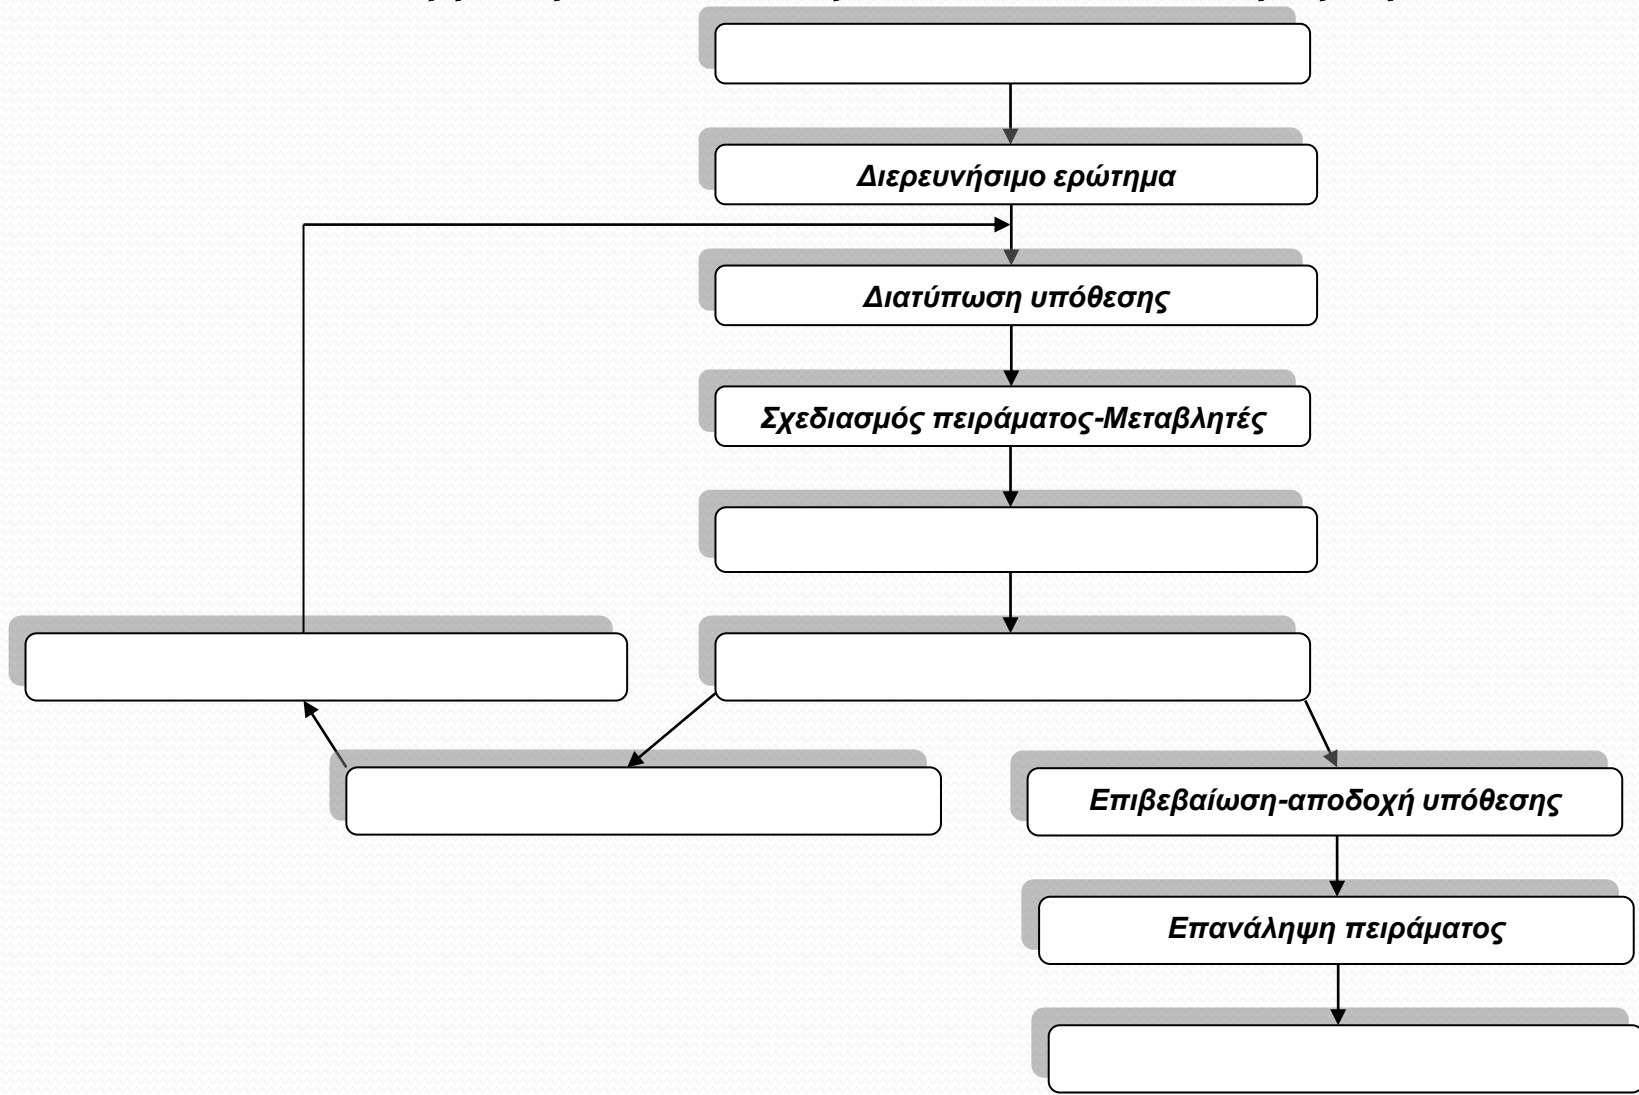 Διερευνήσιμο ερώτημα
Διατύπωση υπόθεσης
Σχεδιασμός πειράματος-Μεταβλητές
Επιβεβαίωση-αποδοχή υπόθεσης
Επανάληψη πειράματος